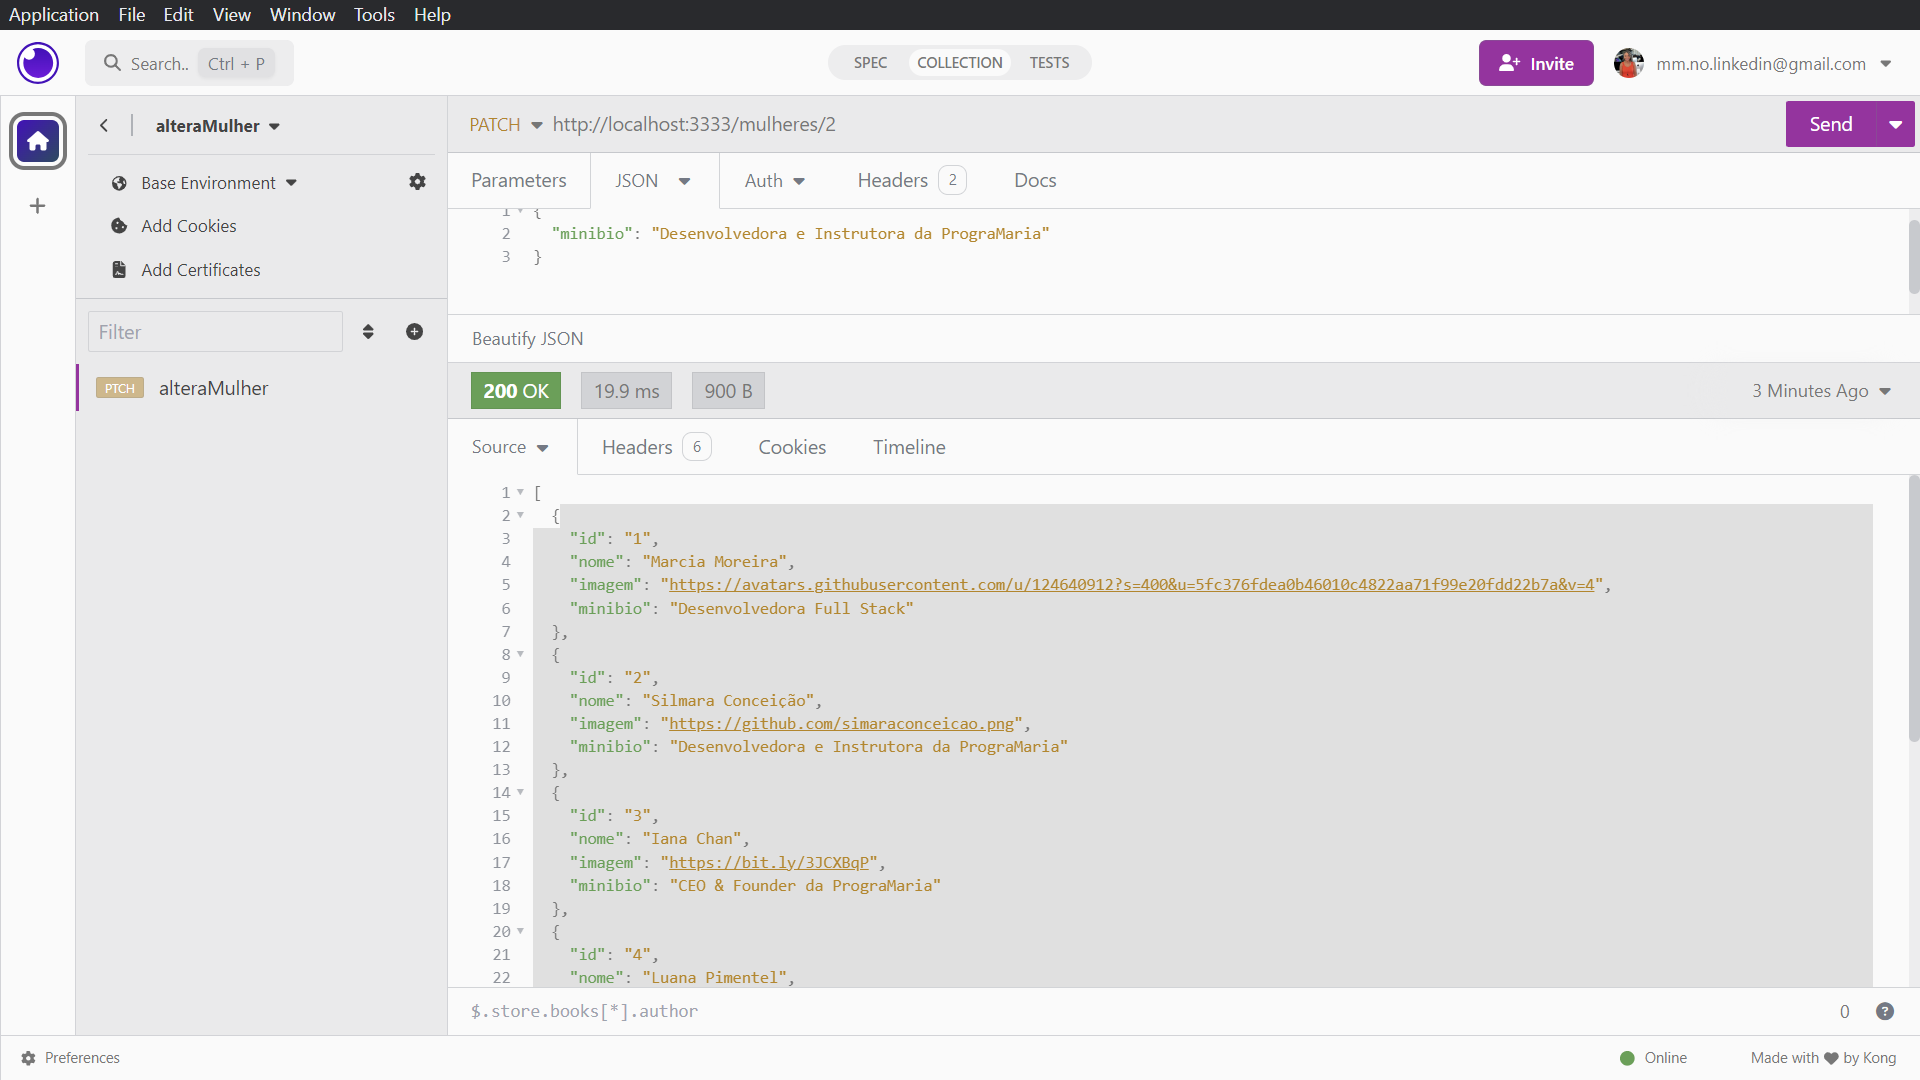 Application File Edit View Window Tools Help
Search.. Ctrl + P
SPEC COLLECTION TESTS
Invite
mm.no.linkedin@gmail.com
alteraMulher
PATCH http://localhost:3333/mulheres/2
Send
Base Environment
Parameters JSON Auth Headers 2 Docs
Add Cookies
Add Certificates
1 {
2 "minibio": "Desenvolvedora e Instrutora da PrograMaria"
3 }
Filter
Beautify JSON
PTCH alteraMulher
200 OK 19.9 ms 900 B 3 Minutes Ago
Source Headers 6 Cookies Timeline
1 [
2 {
3 "id": "1",
4 "nome": "Marcia Moreira",
5 "imagem": "https://avatars.githubusercontent.com/u/124640912?s=400&u=5fc376fdea0b46010c4822aa71f99e20fdd22b7a&v=4",
6 "minibio": "Desenvolvedora Full Stack"
7 },
8 {
9 "id": "2",
10 "nome": "Silmara Conceição",
11 "imagem": "https://github.com/simaraconceicao.png",
12 "minibio": "Desenvolvedora e Instrutora da PrograMaria"
13 },
14 {
15 "id": "3",
16 "nome": "Iana Chan",
17 "imagem": "https://bit.ly/3JCXBqP",
18 "minibio": "CEO & Founder da PrograMaria"
19 },
20 {
21 "id": "4",
22 "nome": "Luana Pimentel",
$.store.books[*].author 0
Preferences
Online
Made with by Kong